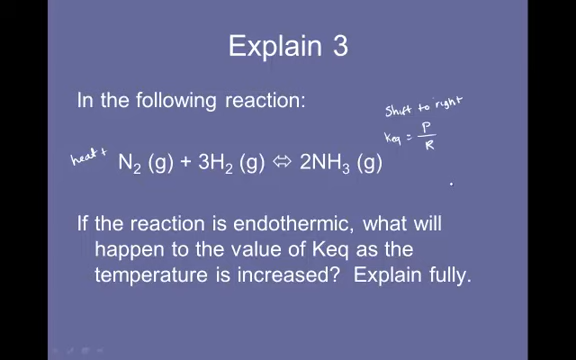 Explain 3
In the following reaction:
Shift to right
Keq = P/R
heat +
N₂ (g) + 3H₂ (g) ⇔ 2NH₃ (g)
If the reaction is endothermic, what will
happen to the value of Keq as the
temperature is increased? Explain fully.